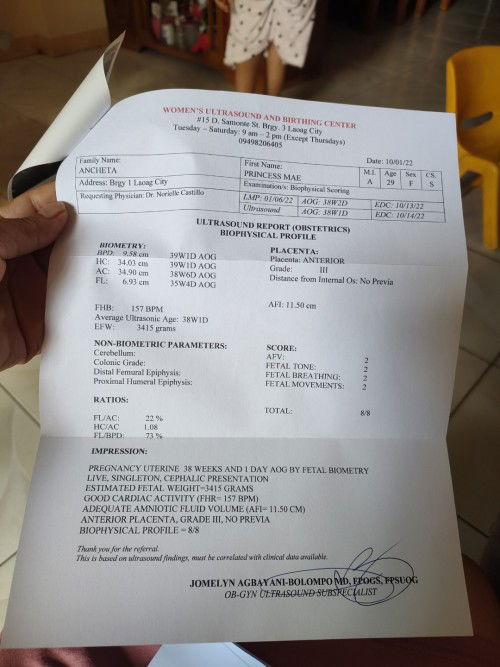 WOMEN'S ULTRASOUND AND BIRTHING CENTER
#15 D. Samonte St. Brgy. 3 Laoag City
Tuesday – Saturday: 9 am – 2 pm (Except Thursdays)
09498206405
Date: 10/01/22
Family Name: First Name: M.I. Age Sex CS.
ANCHETA PRINCESS MAE A 29 F S
Address: Brgy 1 Laoag City Examination/s: Biophysical Scoring
Requesting Physician: Dr. Norielle Castillo LMP: 01/06/22 AOG: 38W2D EDC: 10/13/22
Ultrasound AOG: 38W1D EDC: 10/14/22
ULTRASOUND REPORT (OBSTETRICS)
BIOPHYSICAL PROFILE
BIOMETRY: PLACENTA:
BPD: 9.58 cm 39W1D AOG Placenta: ANTERIOR
HC: 34.03 cm 39W1D AOG Grade: III
AC: 34.90 cm 38W6D AOG Distance from Internal Os: No Previa
FL: 6.93 cm 35W4D AOG
FHB: 157 BPM AFI: 11.50 cm
Average Ultrasonic Age: 38W1D
EFW: 3415 grams
NON-BIOMETRIC PARAMETERS: SCORE:
Cerebellum: AFV: 2
Colonic Grade: FETAL TONE: 2
Distal Femural Epiphysis: FETAL BREATHING: 2
Proximal Humeral Epiphysis: FETAL MOVEMENTS: 2
RATIOS:
TOTAL: 8/8
FL/AC: 22 %
HC/AC 1.08
FL/BPD: 73 %
IMPRESSION:
PREGNANCY UTERINE 38 WEEKS AND 1 DAY AOG BY FETAL BIOMETRY
LIVE, SINGLETON, CEPHALIC PRESENTATION
ESTIMATED FETAL WEIGHT=3415 GRAMS
GOOD CARDIAC ACTIVITY (FHR= 157 BPM)
ADEQUATE AMNIOTIC FLUID VOLUME (AFI= 11.50 CM)
ANTERIOR PLACENTA, GRADE III, NO PREVIA
BIOPHYSICAL PROFILE = 8/8
Thank you for the referral.
This is based on ultrasound findings, must be correlated with clinical data available.
JOMELYN AGBAYANI-BOLOMPO MD, FPOGS, FPSUOG
OB-GYN ULTRASOUND SUBSPECIALIST